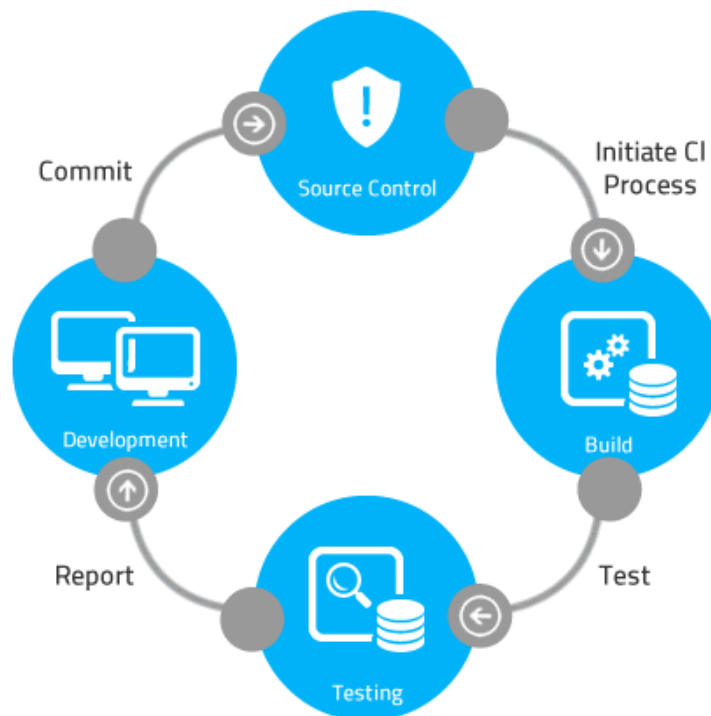 Source Control
Commit
Initiate CI
Process
Development
Build
Report
Test
Testing